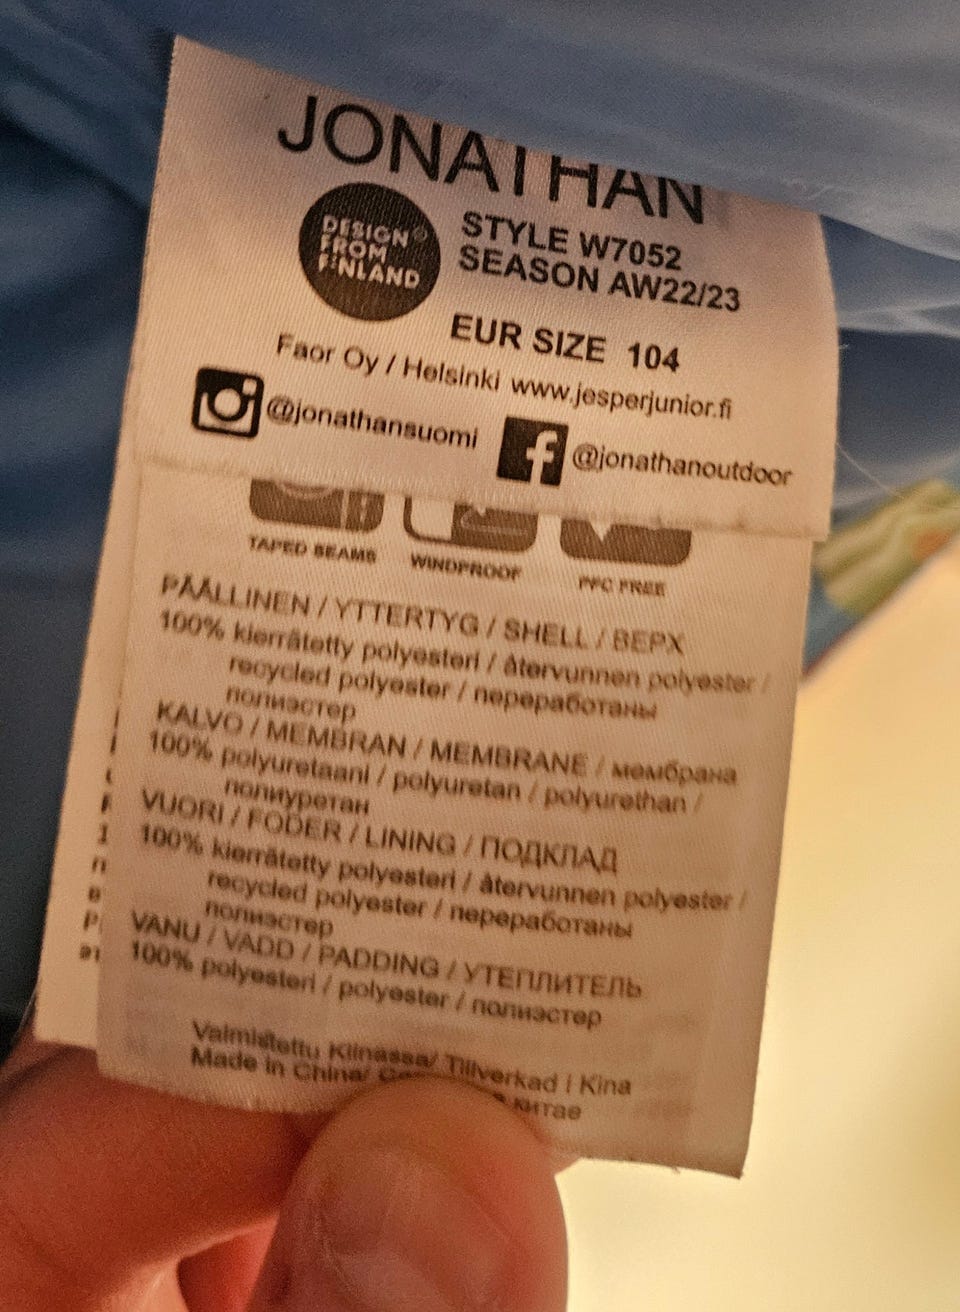 JONATHAN
DESIGN®
FROM
FINLAND
STYLE W7052
SEASON AW22/23
EUR SIZE 104
Faor Oy / Helsinki www.jesperjunior.fi
@jonathansuomi
@jonathanoutdoor
TAPED SEAMS
WINDPROOF
PFC FREE
PÄÄLLINEN / YTTERTYG / SHELL / ВЕРХ
100% kierrätetty polyesteri / återvunnen polyester /
recycled polyester / переработаны
полиэстер
KALVO / MEMBRAN / MEMBRANE / мембрана
100% polyuretaani / polyuretan / polyurethan /
полиуретан
VUORI / FODER / LINING / ПОДКЛАД
100% kierrätetty polyesteri / återvunnen polyester /
recycled polyester / переработаны
полиэстер
VANU / VADD / PADDING / УТЕПЛИТЕЛЬ
100% polyesteri / polyester / полиэстер
Valmistettu Kiinassa/ Tillverkad i Kina
Made in China/ китае